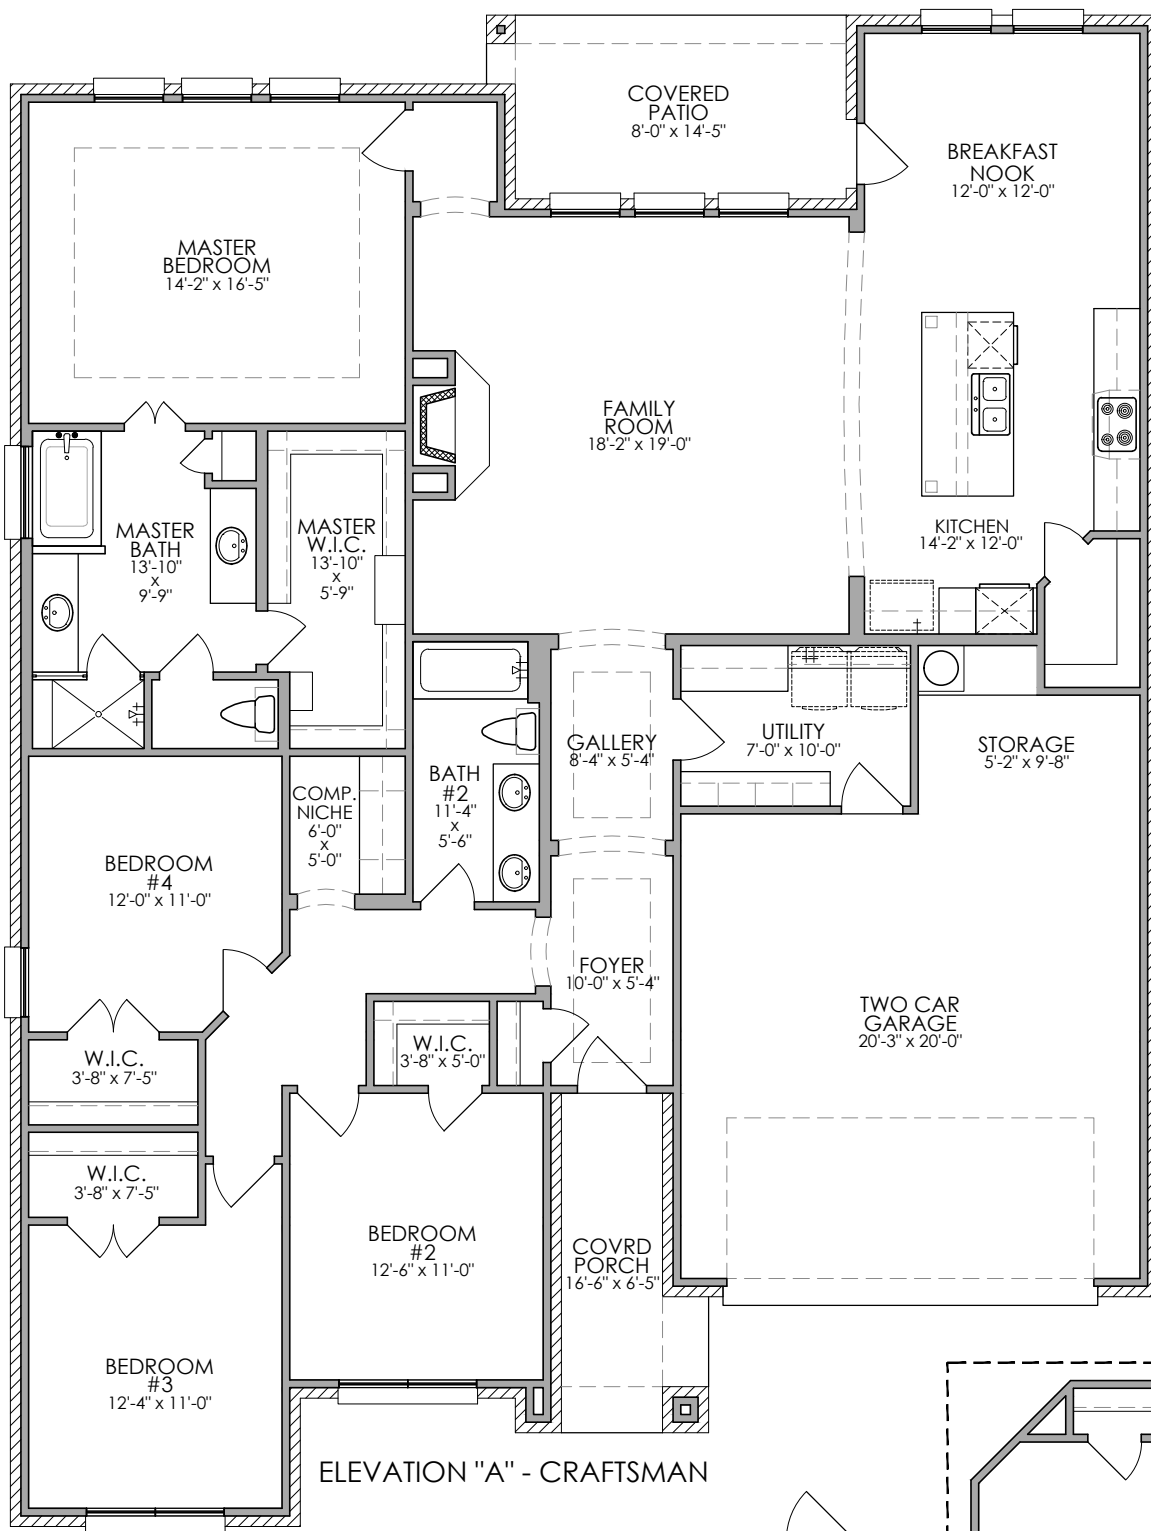 COVERED
PATIO
8'-0" x 14'-5"
BREAKFAST
NOOK
12'-0" x 12'-0"
MASTER
BEDROOM
14'-2" x 16'-5"
FAMILY
ROOM
18'-2" x 19'-0"
KITCHEN
14'-2" x 12'-0"
MASTER
BATH
13'-10"
x
9'-9"
MASTER
W.I.C.
13'-10"
x
5'-9"
GALLERY
8'-4" x 5'-4"
UTILITY
7'-0" x 10'-0"
STORAGE
5'-2" x 9'-8"
BATH
#2
11'-4"
x
5'-6"
COMP.
NICHE
6'-0"
x
5'-0"
BEDROOM
#4
12'-0" x 11'-0"
FOYER
10'-0" x 5'-4"
TWO CAR
GARAGE
20'-3" x 20'-0"
W.I.C.
3'-8" x 7'-5"
W.I.C.
3'-8" x 5'-0"
W.I.C.
3'-8" x 7'-5"
BEDROOM
#2
12'-6" x 11'-0"
COVRD
PORCH
16'-6" x 6'-5"
BEDROOM
#3
12'-4" x 11'-0"
ELEVATION "A" - CRAFTSMAN